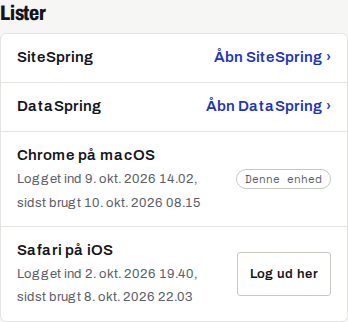 Lister
SiteSpring
Åbn SiteSpring ›
DataSpring
Åbn DataSpring ›
Chrome på macOS
Logget ind 9. okt. 2026 14.02,
sidst brugt 10. okt. 2026 08.15
Denne enhed
Safari på iOS
Logget ind 2. okt. 2026 19.40,
sidst brugt 8. okt. 2026 22.03
Log ud her